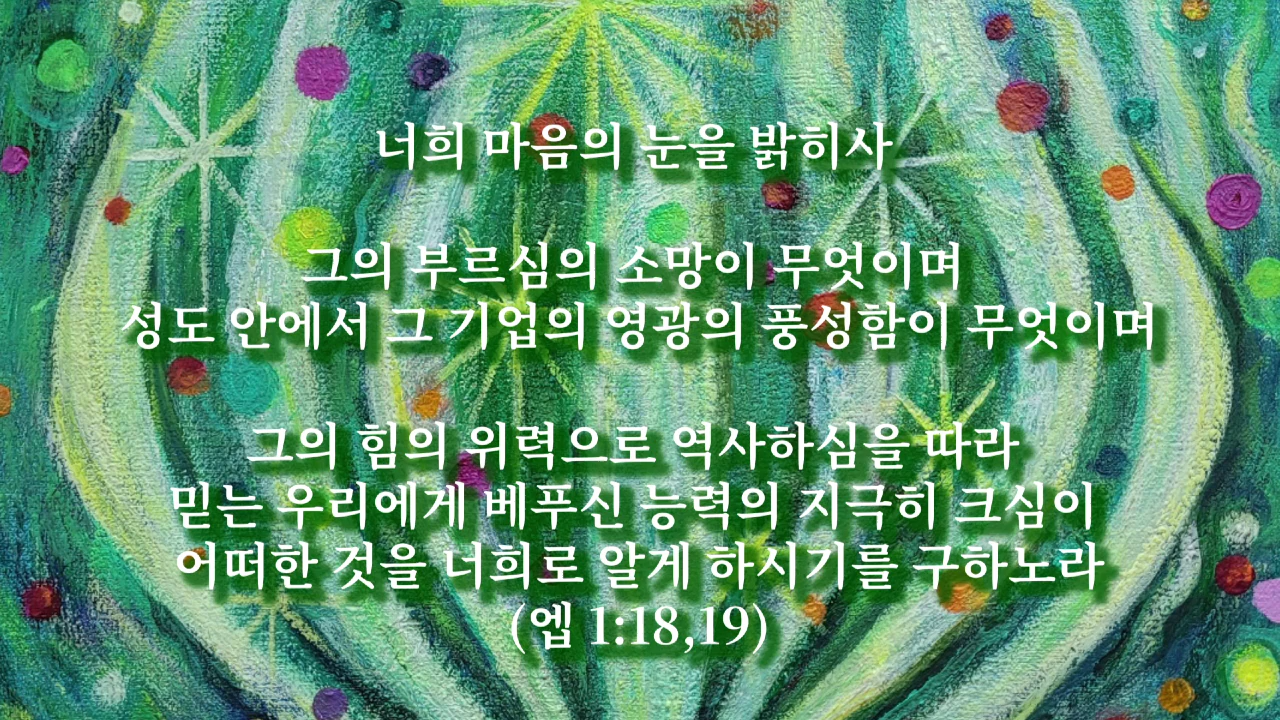 너희 마음의 눈을 밝히사
그의 부르심의 소망이 무엇이며
성도 안에서 그 기업의 영광의 풍성함이 무엇이며
그의 힘의 위력으로 역사하심을 따라
믿는 우리에게 베푸신 능력의 지극히 크심이
어떠한 것을 너희로 알게 하시기를 구하노라
(엡 1:18,19)